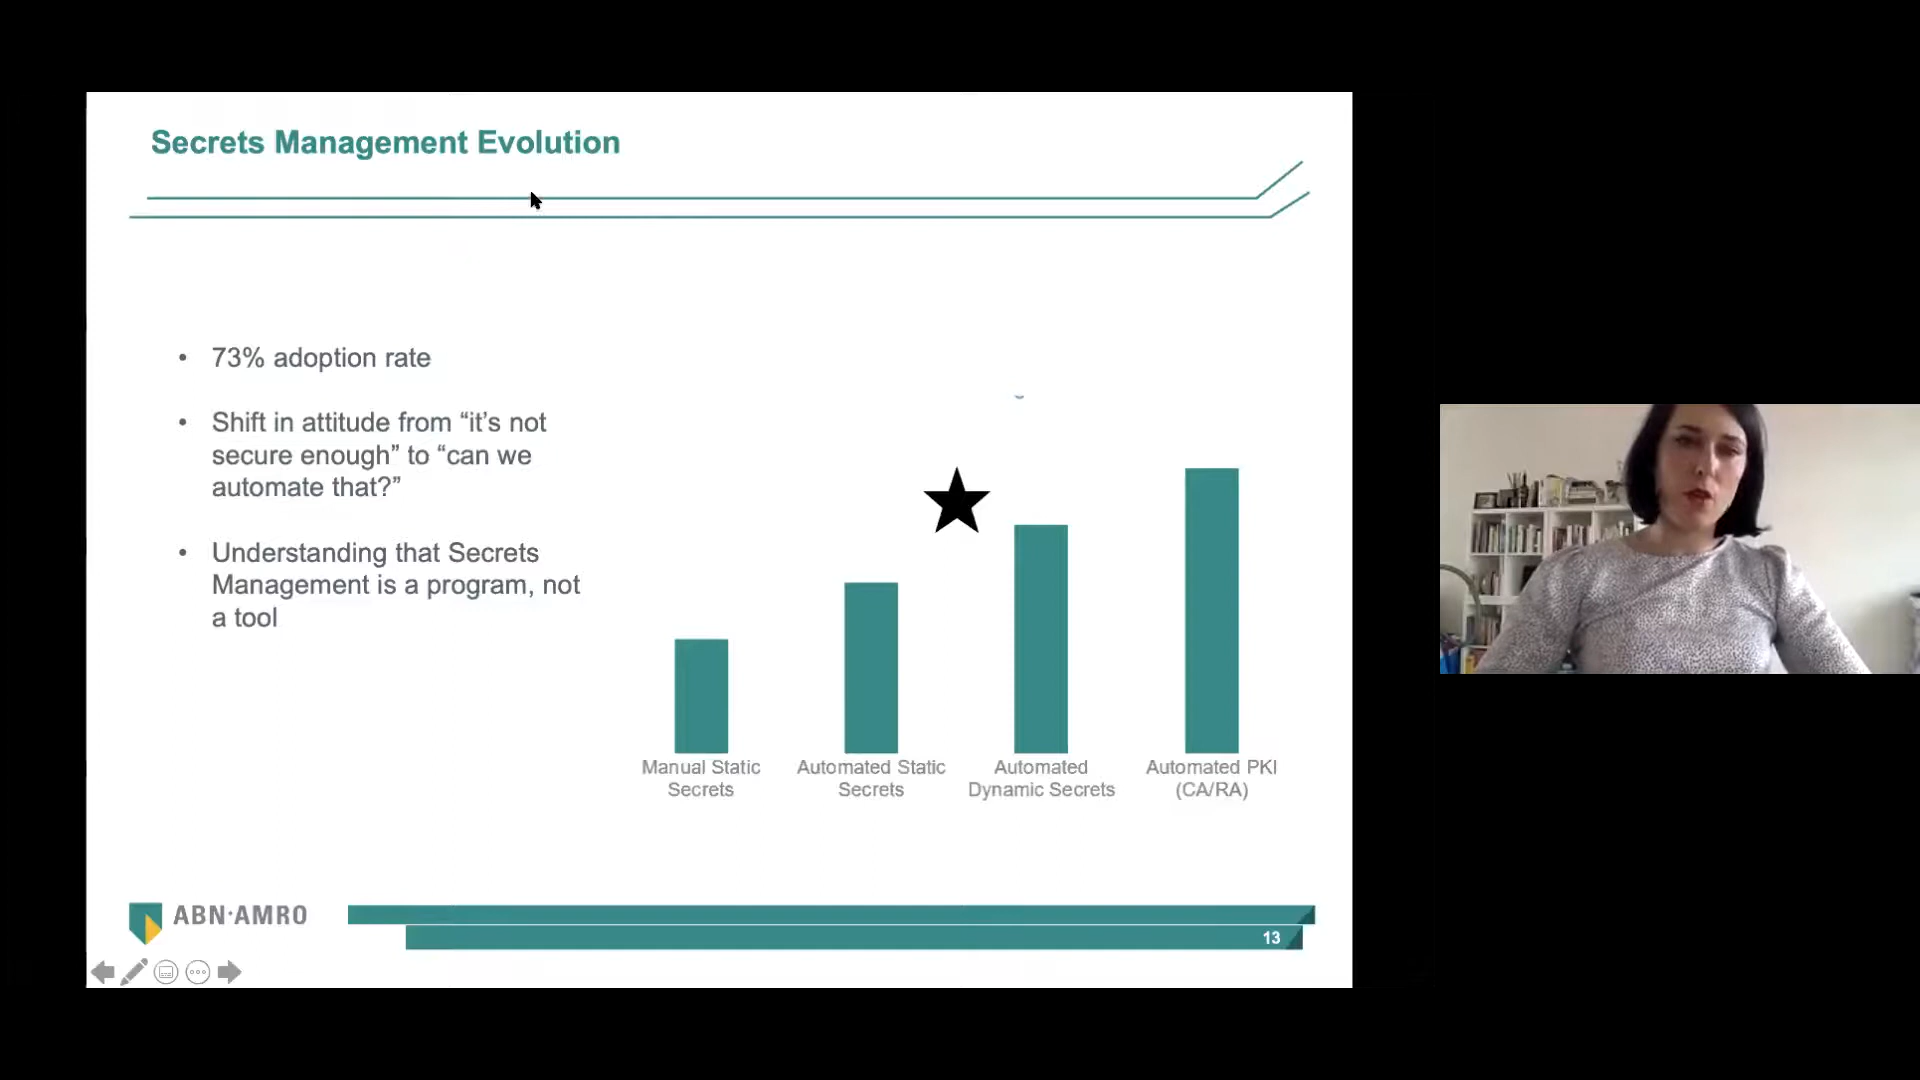 Secrets Management Evolution
• 73% adoption rate
• Shift in attitude from “it’s not
secure enough” to “can we
automate that?”
• Understanding that Secrets
Management is a program, not
a tool
Manual Static
Secrets
Automated Static
Secrets
Automated
Dynamic Secrets
Automated PKI
(CA/RA)
ABN·AMRO
13